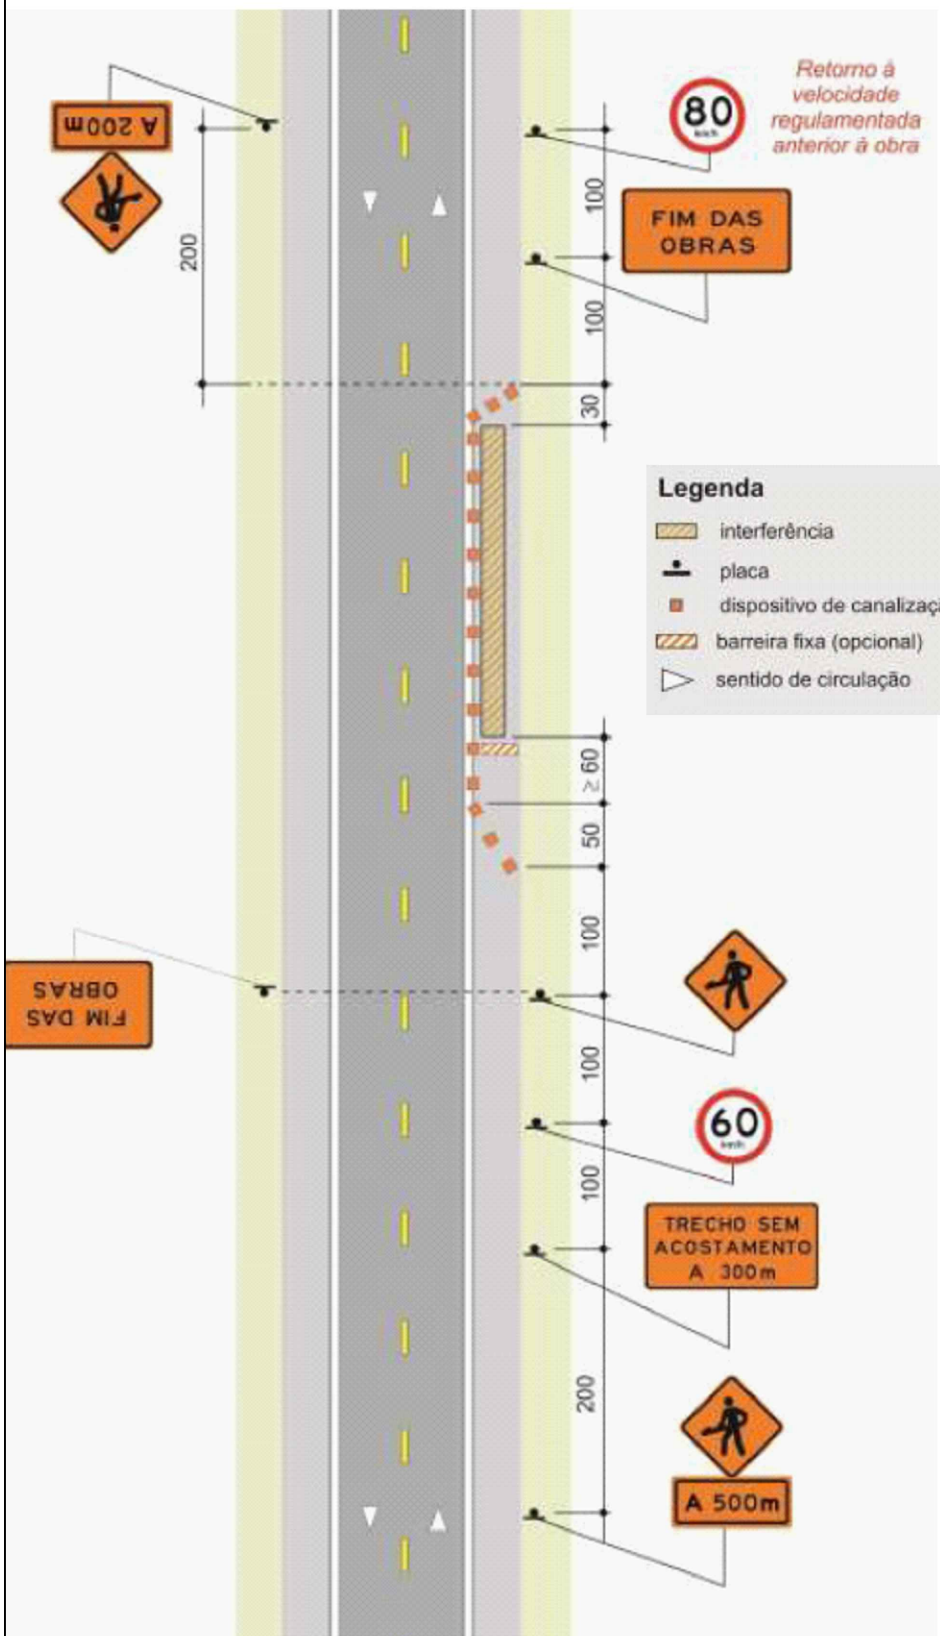 A 200m
200
80
km/h
Retorno à
velocidade
regulamentada
anterior à obra
100
FIM DAS
OBRAS
100
30
Legenda
interferência
placa
dispositivo de canalizaçã
barreira fixa (opcional)
sentido de circulação
≥ 60
50
100
FIM DAS
OBRAS
100
60
km/h
100
TRECHO SEM
ACOSTAMENTO
A 300m
200
A 500m